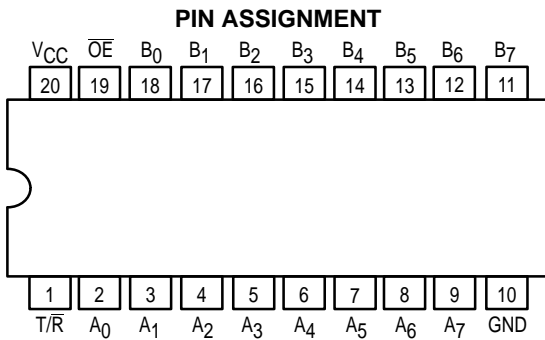 PIN ASSIGNMENT
V_CC O̅E̅ B₀ B₁ B₂ B₃ B₄ B₅ B₆ B₇
20 19 18 17 16 15 14 13 12 11
1 2 3 4 5 6 7 8 9 10
T/R̅ A₀ A₁ A₂ A₃ A₄ A₅ A₆ A₇ GND